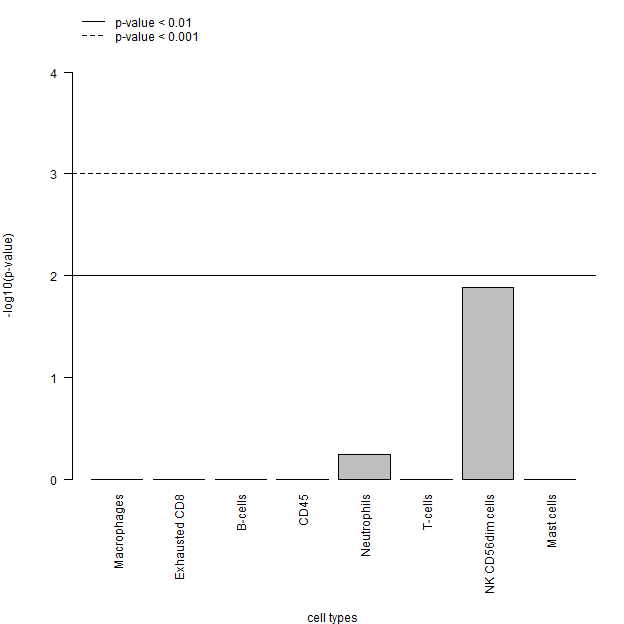 p-value < 0.01
p-value < 0.001
4
3
2
1
0
-log10(p-value)
Macrophages
Exhausted CD8
B-cells
CD45
Neutrophils
T-cells
NK CD56dim cells
Mast cells
cell types